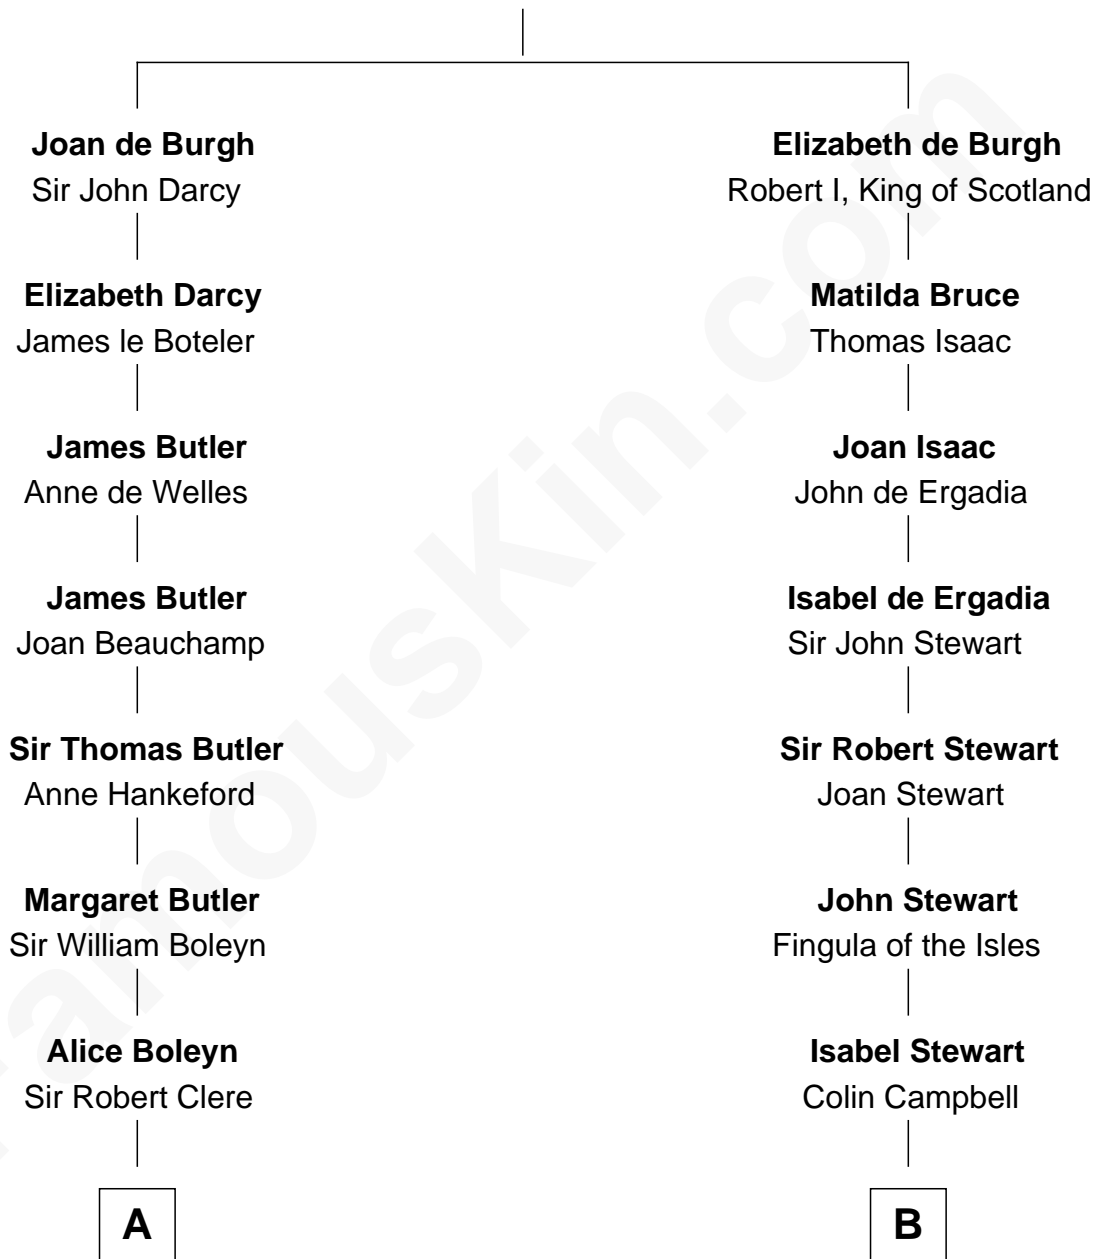 Joan de Burgh
Sir John Darcy
Elizabeth Darcy
James le Boteler
James Butler
Anne de Welles
James Butler
Joan Beauchamp
Sir Thomas Butler
Anne Hankeford
Margaret Butler
Sir William Boleyn
Alice Boleyn
Sir Robert Clere
A
Elizabeth de Burgh
Robert I, King of Scotland
Matilda Bruce
Thomas Isaac
Joan Isaac
John de Ergadia
Isabel de Ergadia
Sir John Stewart
Sir Robert Stewart
Joan Stewart
John Stewart
Fingula of the Isles
Isabel Stewart
Colin Campbell
B
FamousKin.com